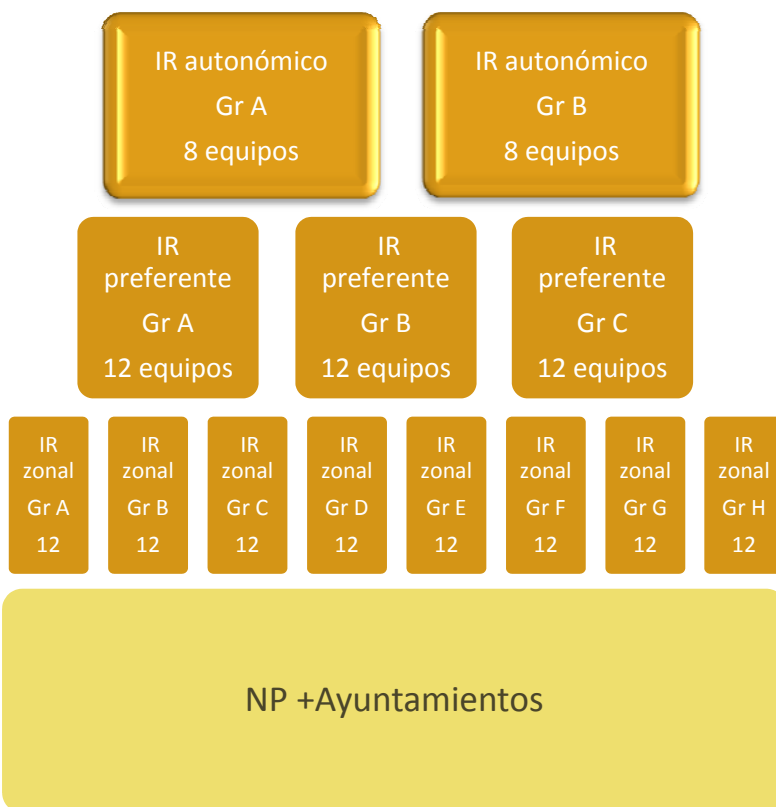 IR autonómico
Gr A
8 equipos
IR autonómico
Gr B
8 equipos
IR
preferente
Gr A
12 equipos
IR
preferente
Gr B
12 equipos
IR
preferente
Gr C
12 equipos
IR
zonal
Gr A
12
IR
zonal
Gr B
12
IR
zonal
Gr C
12
IR
zonal
Gr D
12
IR
zonal
Gr E
12
IR
zonal
Gr F
12
IR
zonal
Gr G
12
IR
zonal
Gr H
12
NP +Ayuntamientos